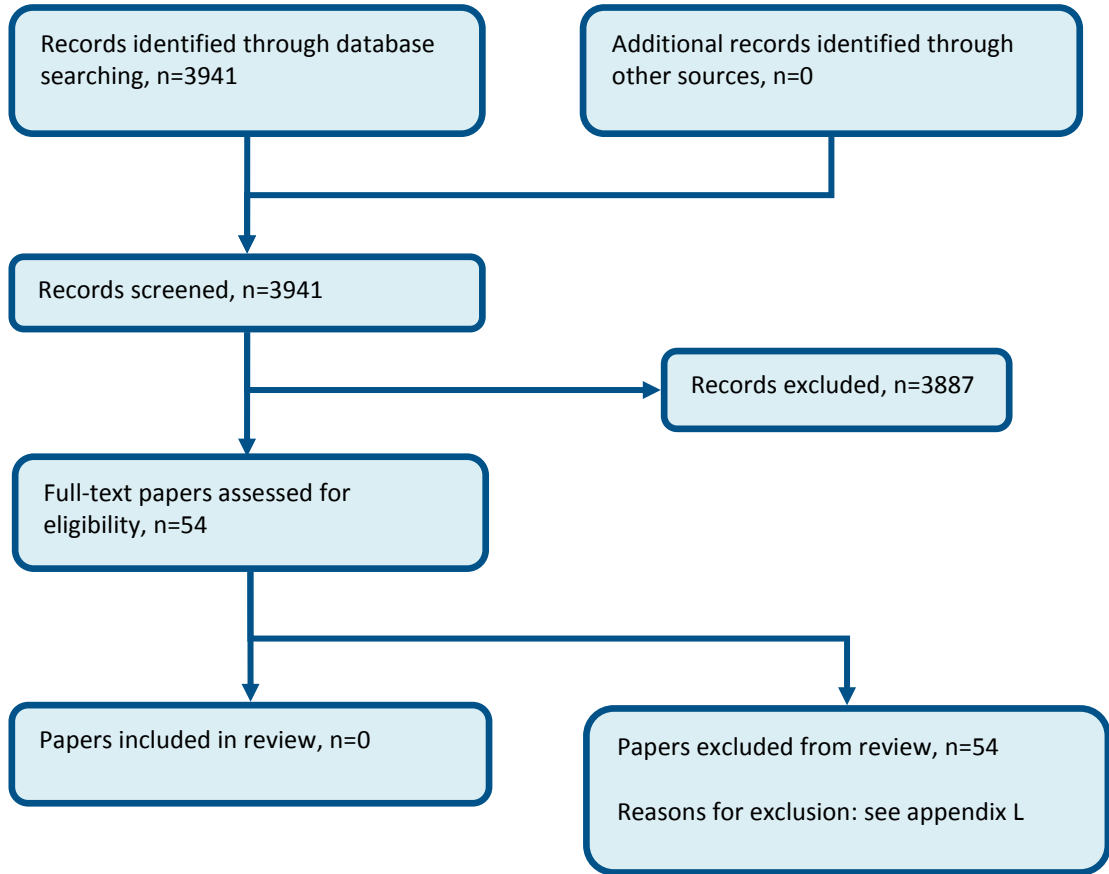 Records identified through database
searching, n=3941
Additional records identified through
other sources, n=0
Records screened, n=3941
Records excluded, n=3887
Full-text papers assessed for
eligibility, n=54
Papers included in review, n=0
Papers excluded from review, n=54
Reasons for exclusion: see appendix L